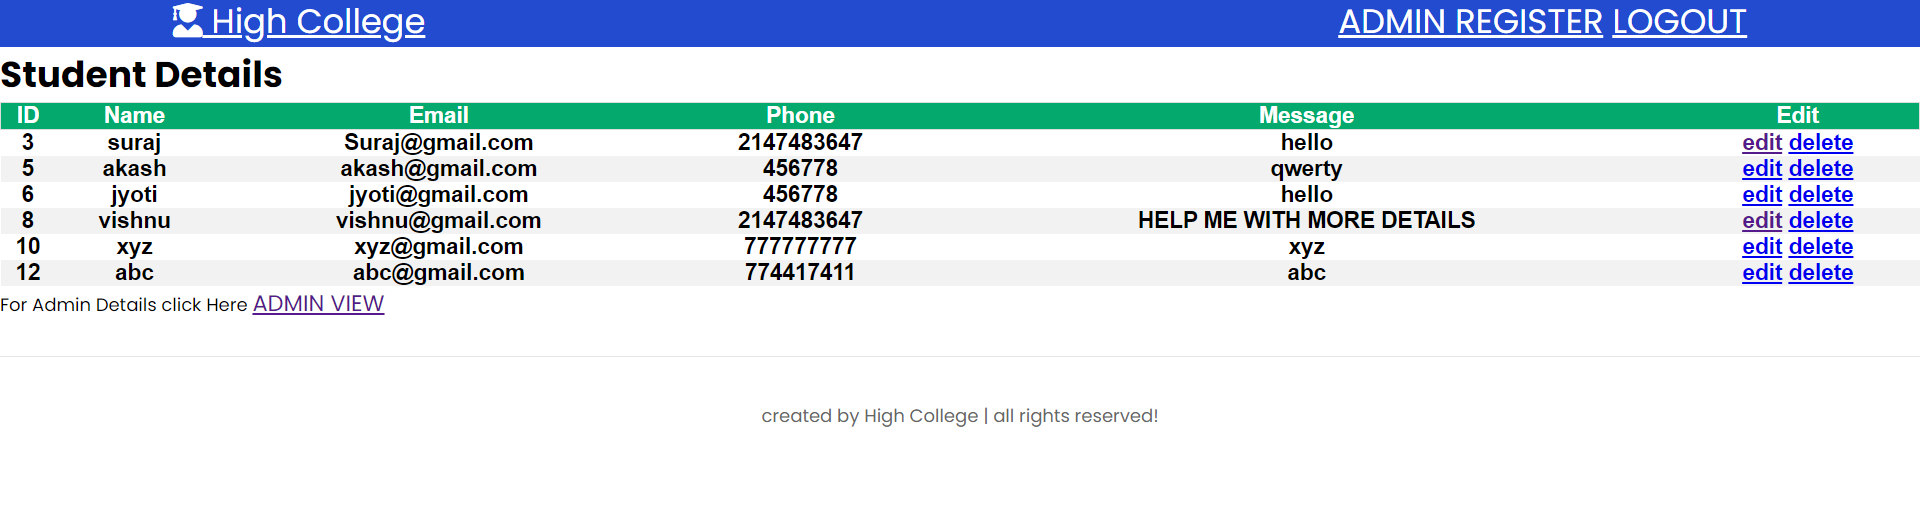 High College ADMIN REGISTER LOGOUT
Student Details
ID Name Email Phone Message Edit
3 suraj Suraj@gmail.com 2147483647 hello edit delete
5 akash akash@gmail.com 456778 qwerty edit delete
6 jyoti jyoti@gmail.com 456778 hello edit delete
8 vishnu vishnu@gmail.com 2147483647 HELP ME WITH MORE DETAILS edit delete
10 xyz xyz@gmail.com 777777777 xyz edit delete
12 abc abc@gmail.com 774417411 abc edit delete
For Admin Details click Here ADMIN VIEW
created by High College | all rights reserved!